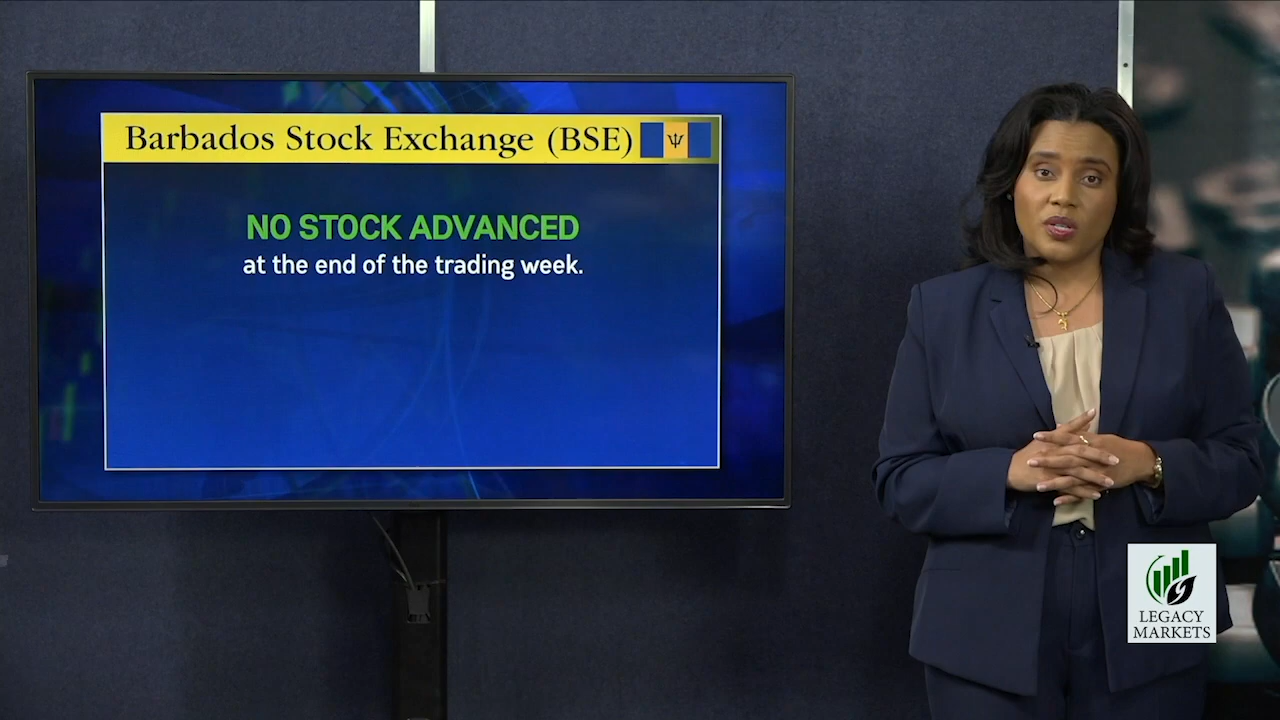 Barbados Stock Exchange (BSE)
NO STOCK ADVANCED
at the end of the trading week.
LEGACY
MARKETS